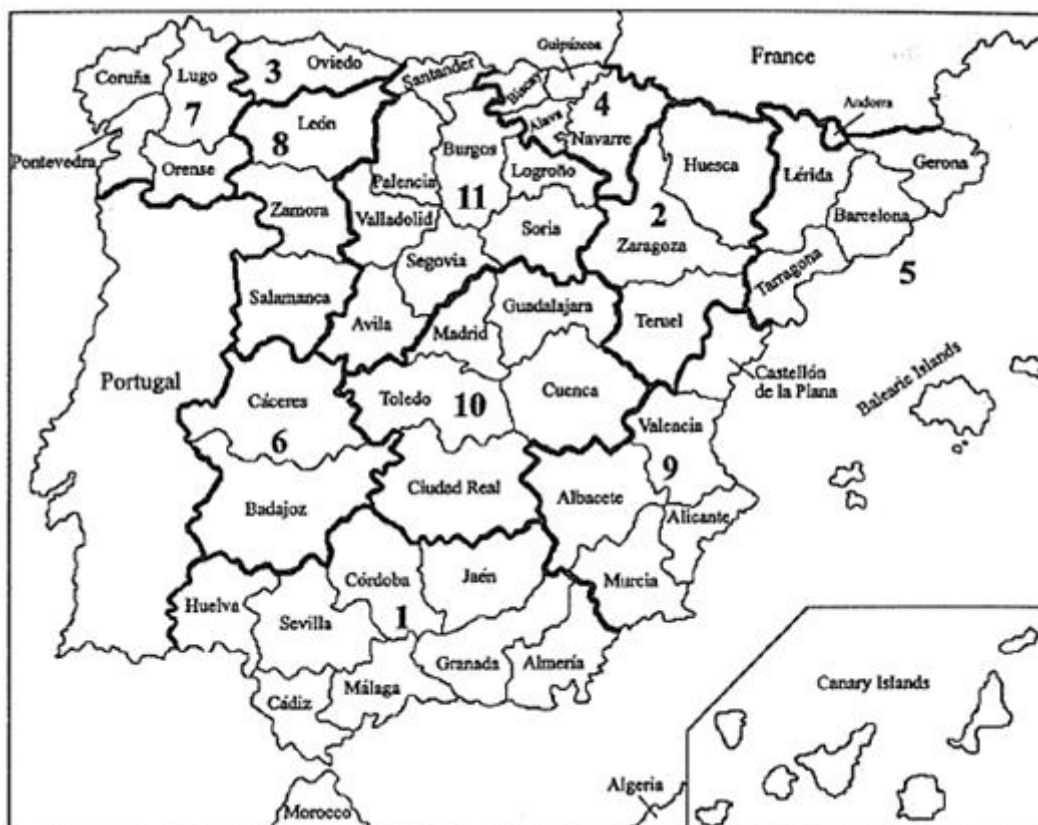 Coruña
Lugo
7
Pontevedra
Orense
3
Oviedo
León
8
Zamora
Salamanca
Santander
Palencia
Burgos
11
Valladolid
Segovia
Avila
Logroño
Soria
Biscay
Guipúzcoa
Alava
4
Navarre
France
Andorra
Huesca
2
Zaragoza
Teruel
Lérida
Gerona
Barcelona
Tarragona
5
Portugal
Cáceres
6
Badajoz
Madrid
Guadalajara
Toledo
10
Cuenca
Ciudad Real
Castellón
de la Plana
Valencia
9
Albacete
Alicante
Murcia
Balearic Islands
Huelva
Sevilla
Córdoba
1
Jaén
Granada
Almería
Málaga
Cádiz
Morocco
Algeria
Canary Islands